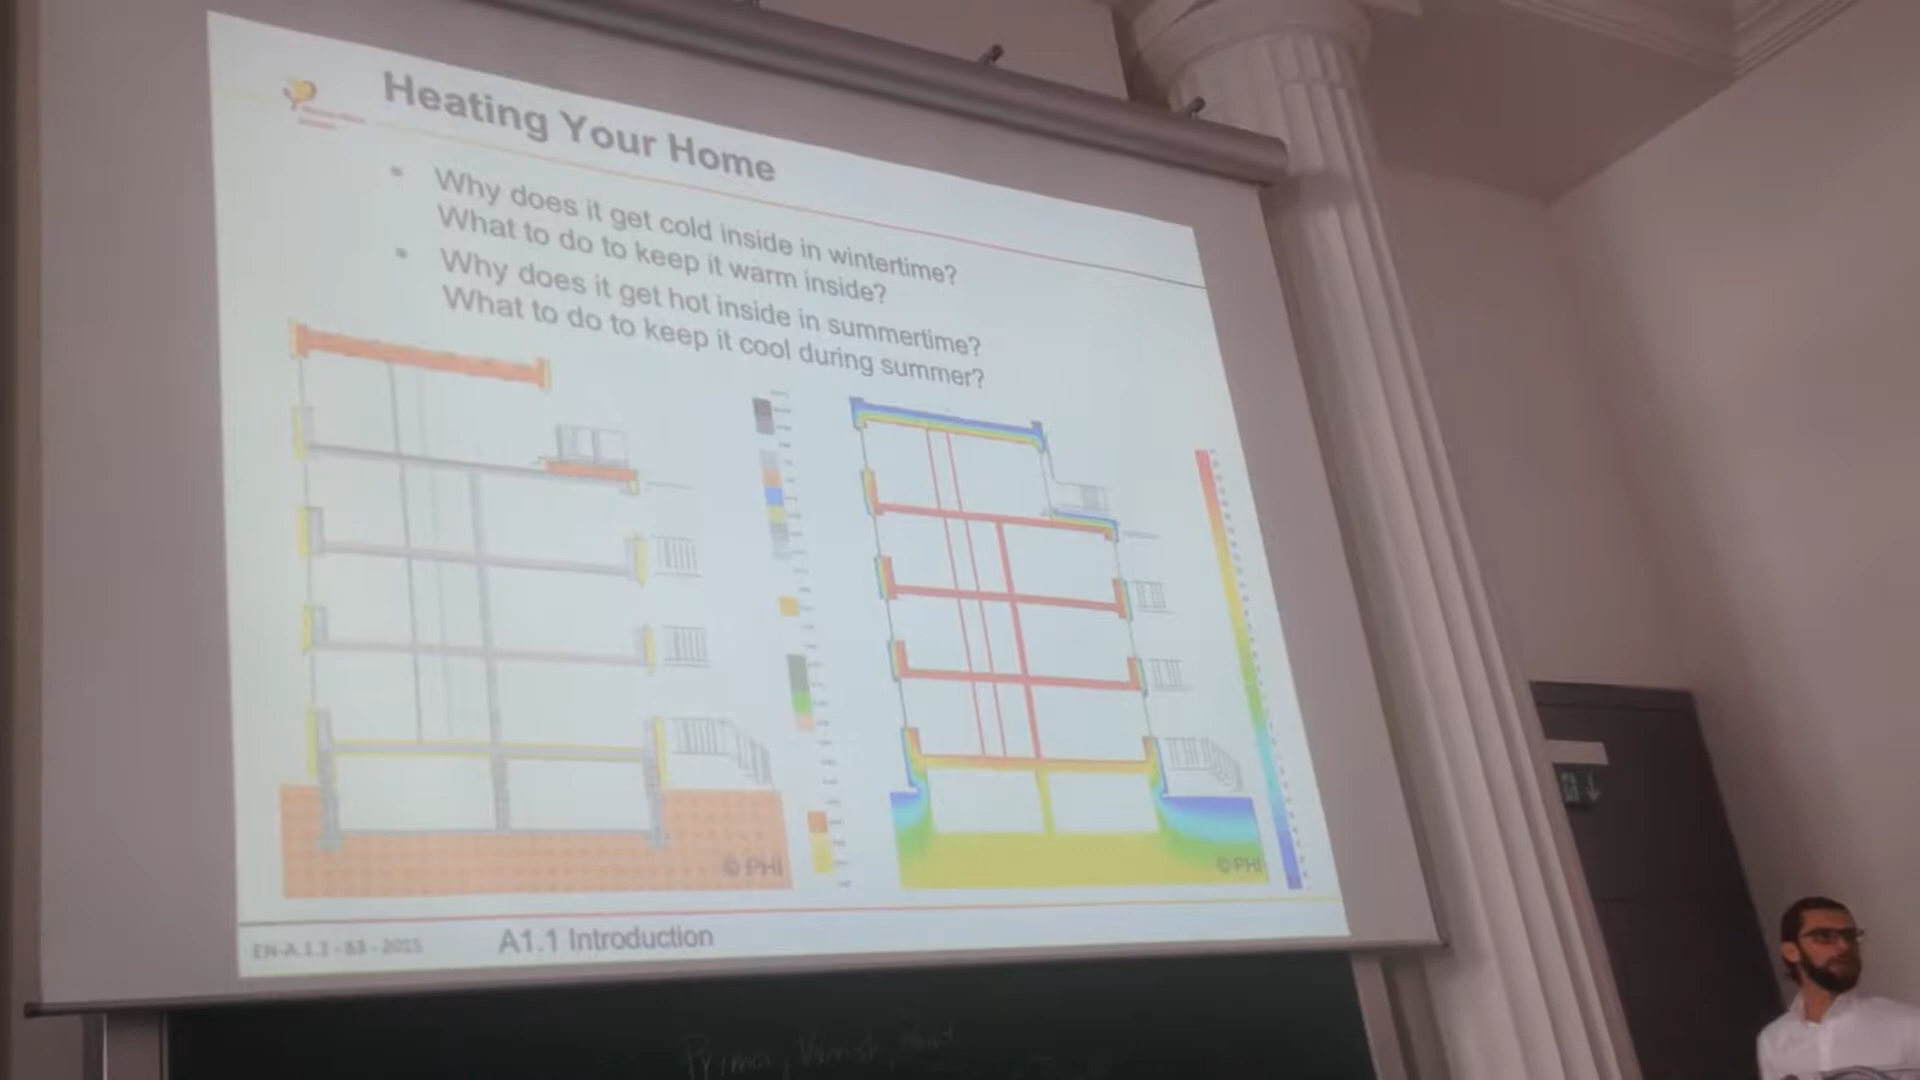 Heating Your Home
Why does it get cold inside in wintertime?
What to do to keep it warm inside?
Why does it get hot inside in summertime?
What to do to keep it cool during summer?
© PHI
© PHI
A1.1 Introduction